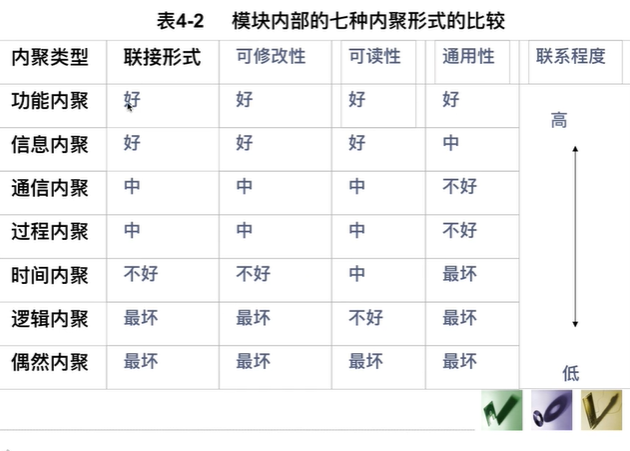 表4-2 模块内部的七种内聚形式的比较
内聚类型 联接形式 可修改性 可读性 通用性 联系程度
功能内聚 好 好 好 好
高
信息内聚 好 好 好 中
通信内聚 中 中 中 不好
过程内聚 中 中 中 不好
时间内聚 不好 不好 中 最坏
逻辑内聚 最坏 最坏 不好 最坏
偶然内聚 最坏 最坏 最坏 最坏
低